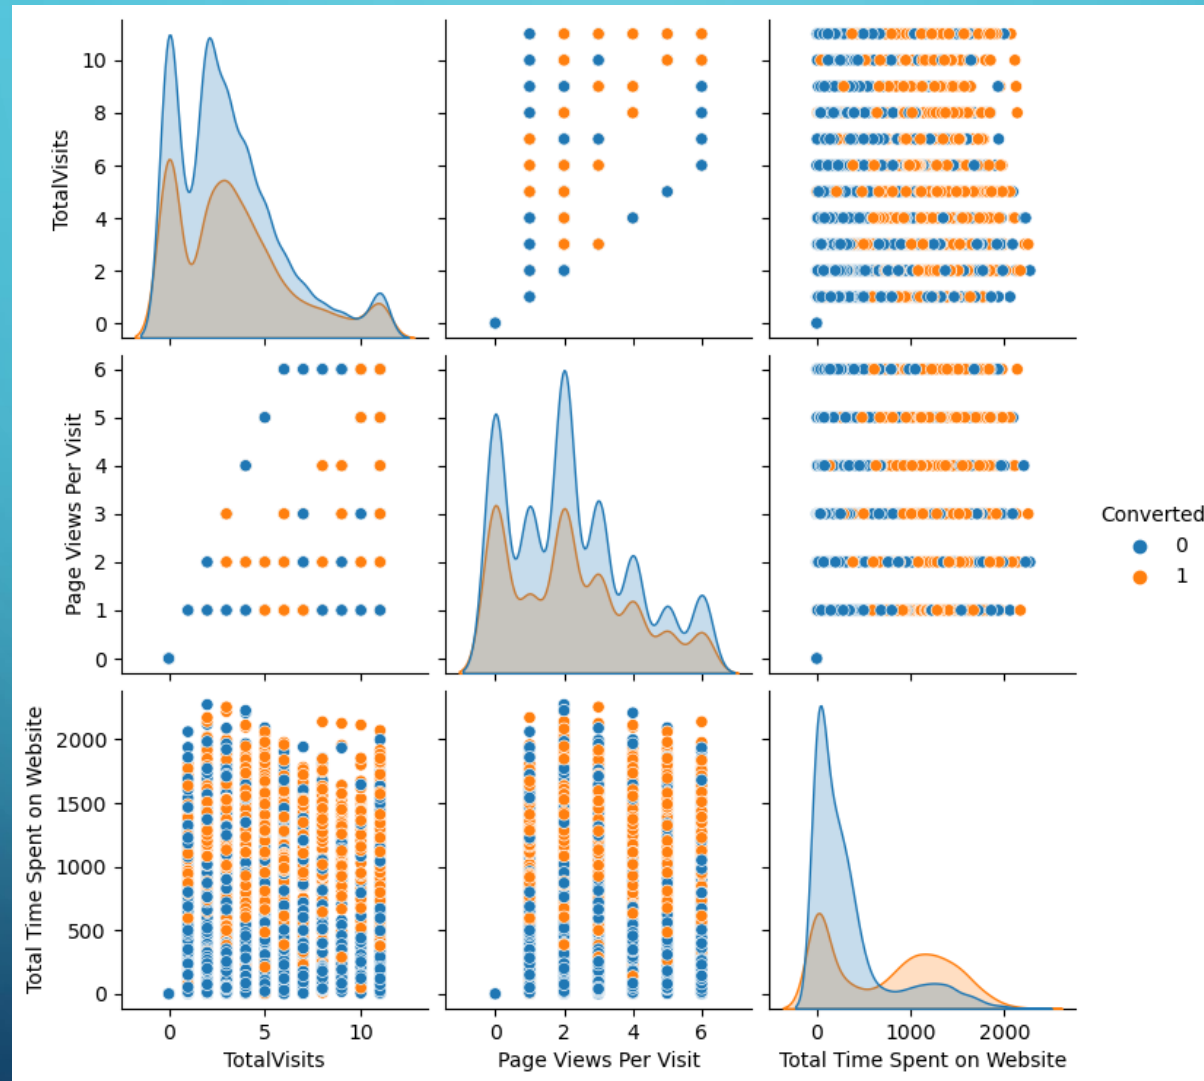 TotalVisits
10
8
6
4
2
0
Page Views Per Visit
6
5
4
3
2
1
0
Converted
0
1
Total Time Spent on Website
2000
1500
1000
500
0
0 5 10
0 2 4 6
0 1000 2000
TotalVisits
Page Views Per Visit
Total Time Spent on Website